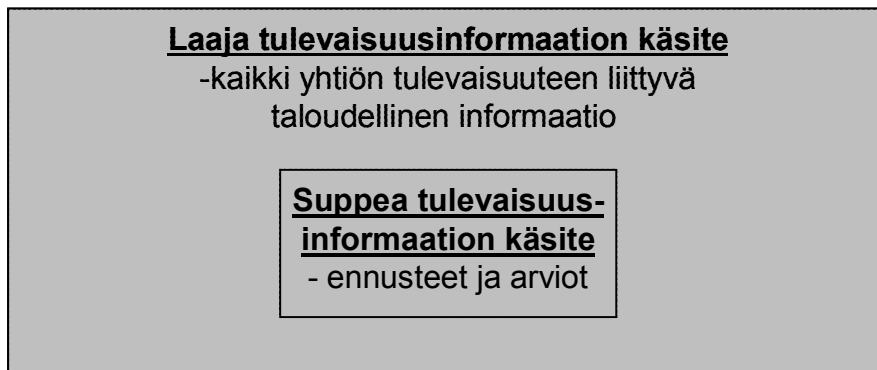 Laaja tulevaisuusinformaation käsite
-kaikki yhtiön tulevaisuuteen liittyvä
taloudellinen informaatio
Suppea tulevaisuus-
informaation käsite
- ennusteet ja arviot